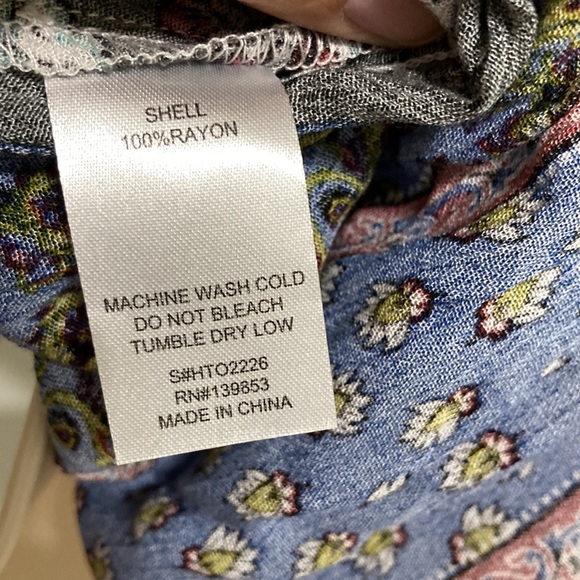 SHELL
100%RAYON
MACHINE WASH COLD
DO NOT BLEACH
TUMBLE DRY LOW
S#HTO2226
RN#139853
MADE IN CHINA